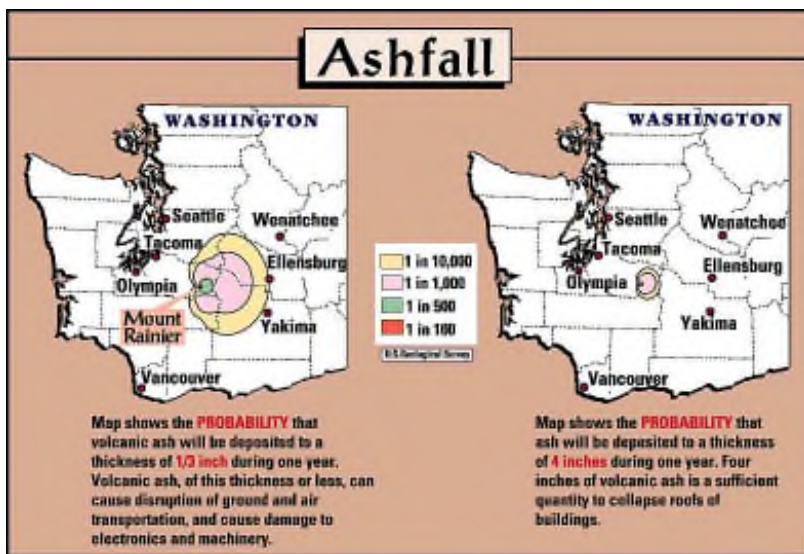 Ashfall
WASHINGTON
Seattle
Wenatchee
Tacoma
Ellensburg
Olympia
Mount
Rainier
Yakima
Vancouver
1 in 10,000
1 in 1,000
1 in 500
1 in 100
U.S. Geological Survey
WASHINGTON
Seattle
Wenatchee
Tacoma
Ellensburg
Olympia
Yakima
Vancouver
Map shows the PROBABILITY that
volcanic ash will be deposited to a
thickness of 1/3 inch during one year.
Volcanic ash, of this thickness or less, can
cause disruption of ground and air
transportation, and cause damage to
electronics and machinery.
Map shows the PROBABILITY that
ash will be deposited to a thickness
of 4 inches during one year. Four
inches of volcanic ash is a sufficient
quantity to collapse roofs of
buildings.